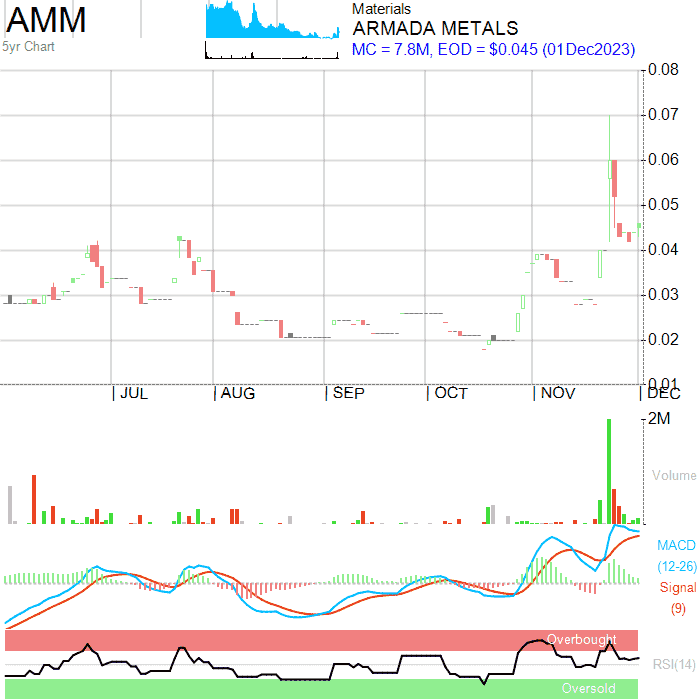 AMM
5yr Chart
Materials
ARMADA METALS
MC = 7.8M, EOD = $0.045 (01Dec2023)
0.08
0.07
0.06
0.05
0.04
0.03
0.02
0.01
JUL AUG SEP OCT NOV DEC
2M
Volume
MACD
(12-26)
Signal
(9)
Overbought
RSI(14)
Oversold